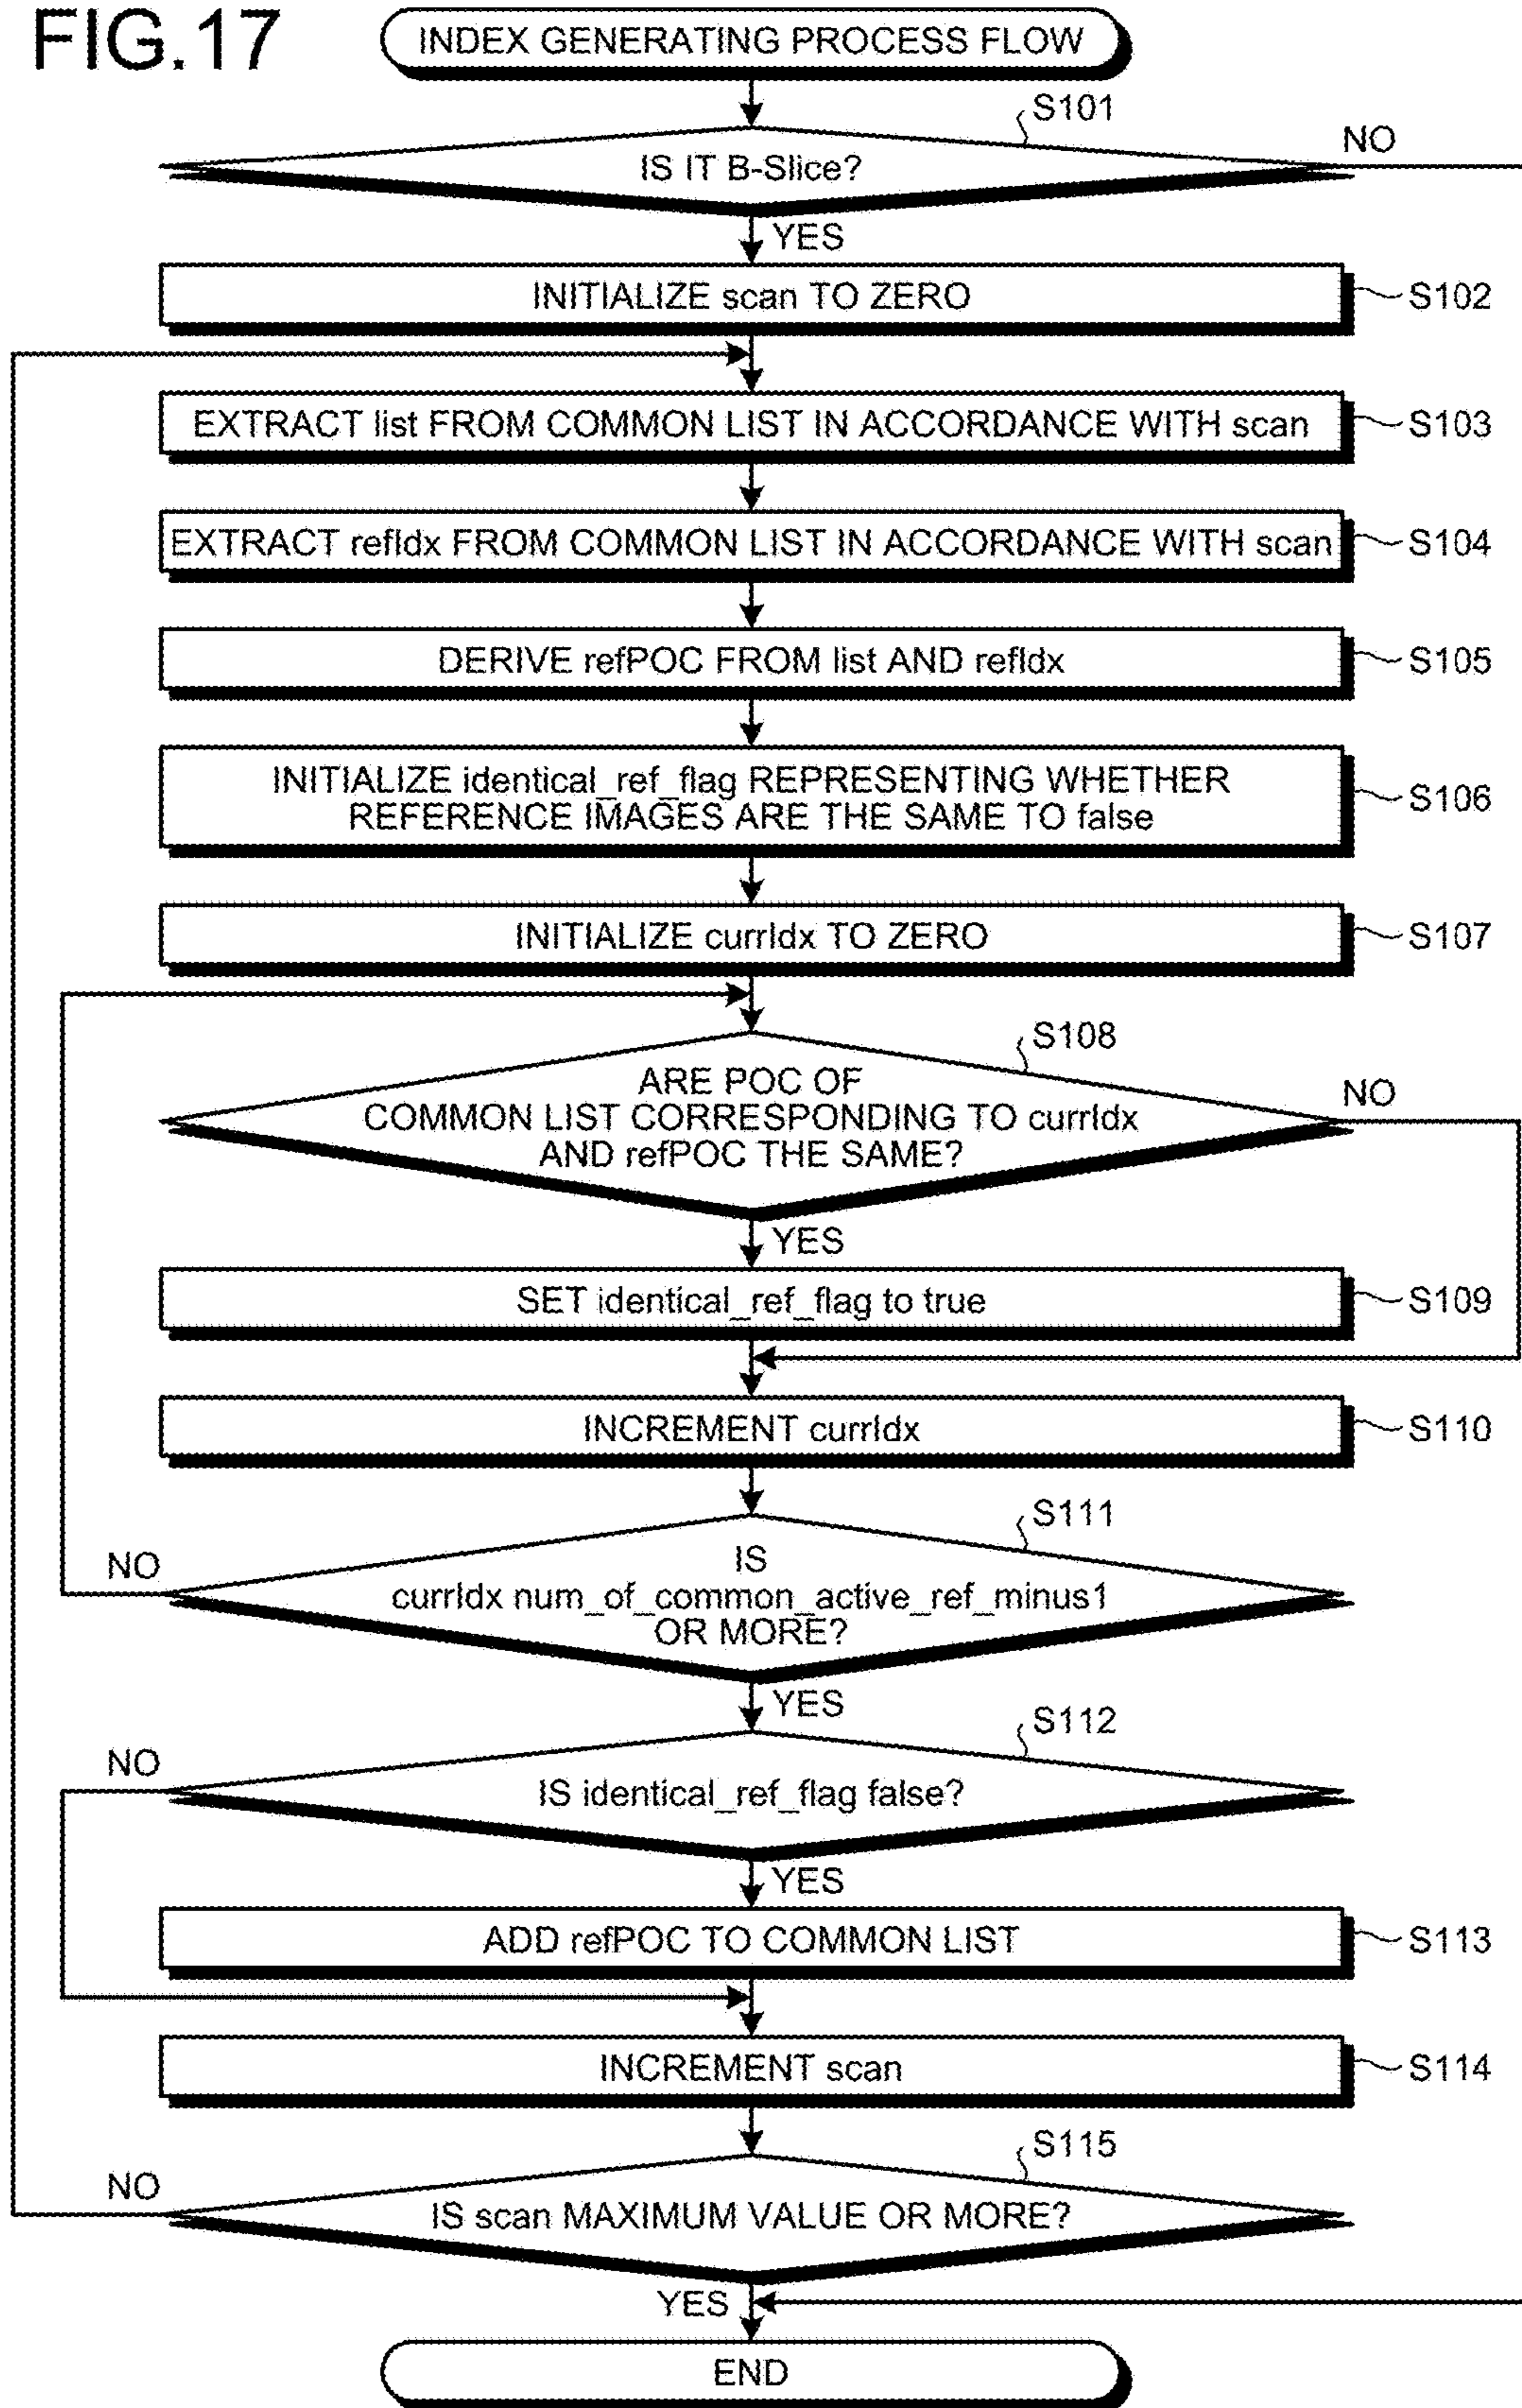 FIG.17
INDEX GENERATING PROCESS FLOW
S101
NO
IS IT B-Slice?
YES
INITIALIZE scan TO ZERO
S102
EXTRACT list FROM COMMON LIST IN ACCORDANCE WITH scan
S103
EXTRACT refIdx FROM COMMON LIST IN ACCORDANCE WITH scan
S104
DERIVE refPOC FROM list AND refIdx
S105
INITIALIZE identical_ref_flag REPRESENTING WHETHER
REFERENCE IMAGES ARE THE SAME TO false
S106
INITIALIZE currIdx TO ZERO
S107
S108
ARE POC OF
COMMON LIST CORRESPONDING TO currIdx
AND refPOC THE SAME?
NO
YES
SET identical_ref_flag to true
S109
INCREMENT currIdx
S110
S111
NO
IS
currIdx num_of_common_active_ref_minus1
OR MORE?
YES
S112
NO
IS identical_ref_flag false?
YES
ADD refPOC TO COMMON LIST
S113
INCREMENT scan
S114
S115
NO
IS scan MAXIMUM VALUE OR MORE?
YES
END